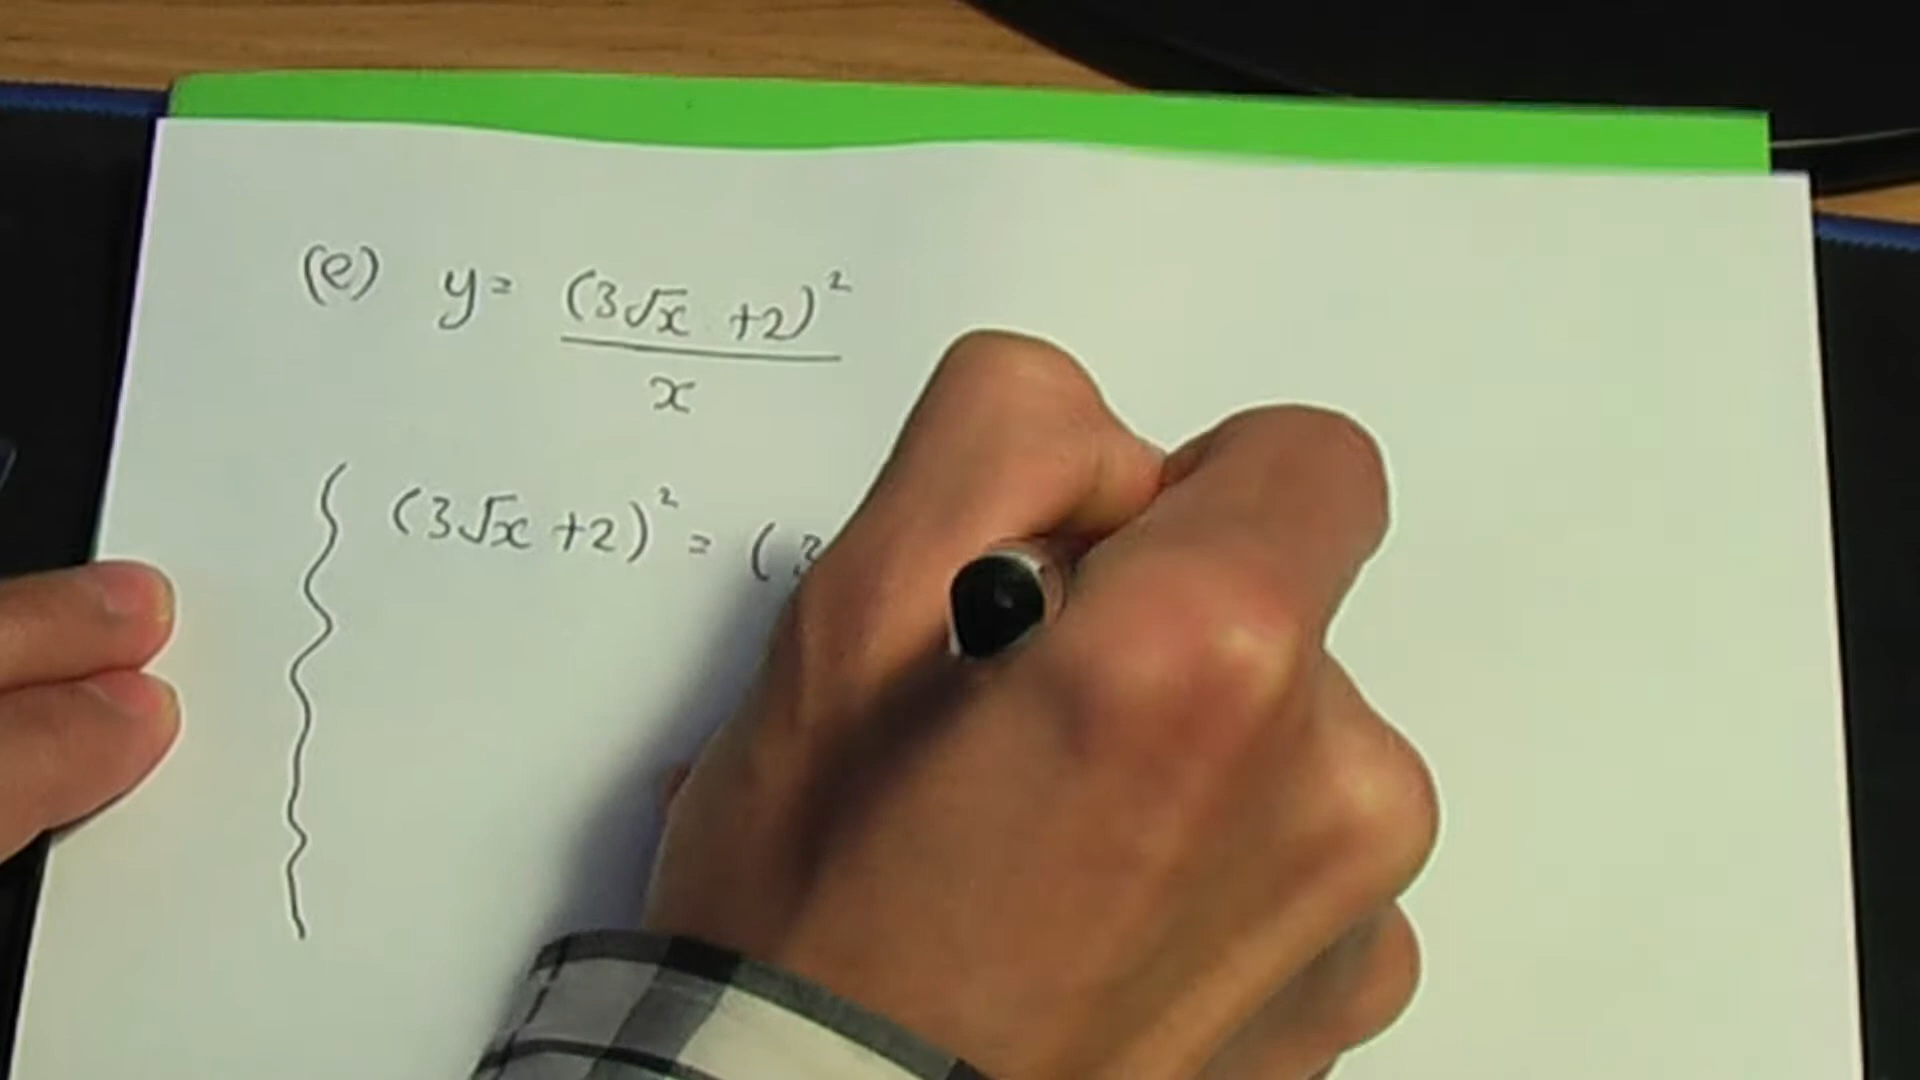 (e) y = (3√x +2)²
x
(3√x +2)² = (3